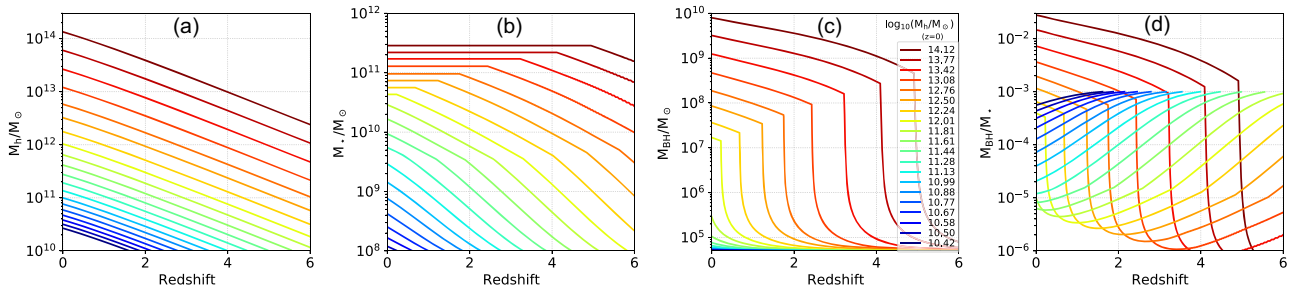 (a)
10^14
10^13
10^12
10^11
10^10
M_h/M_⊙
0 2 4 6
Redshift
(b)
10^12
10^11
10^10
10^9
10^8
M_⋆/M_⊙
0 2 4 6
Redshift
(c)
10^10
10^9
10^8
10^7
10^6
10^5
M_BH/M_⊙
log_10(M_h/M_⊙)
(z=0)
14.12
13.77
13.42
13.08
12.76
12.50
12.24
12.01
11.81
11.61
11.44
11.28
11.13
10.99
10.88
10.77
10.67
10.58
10.50
10.42
0 2 4 6
Redshift
(d)
10^-2
10^-3
10^-4
10^-5
10^-6
M_BH/M_⋆
0 2 4 6
Redshift